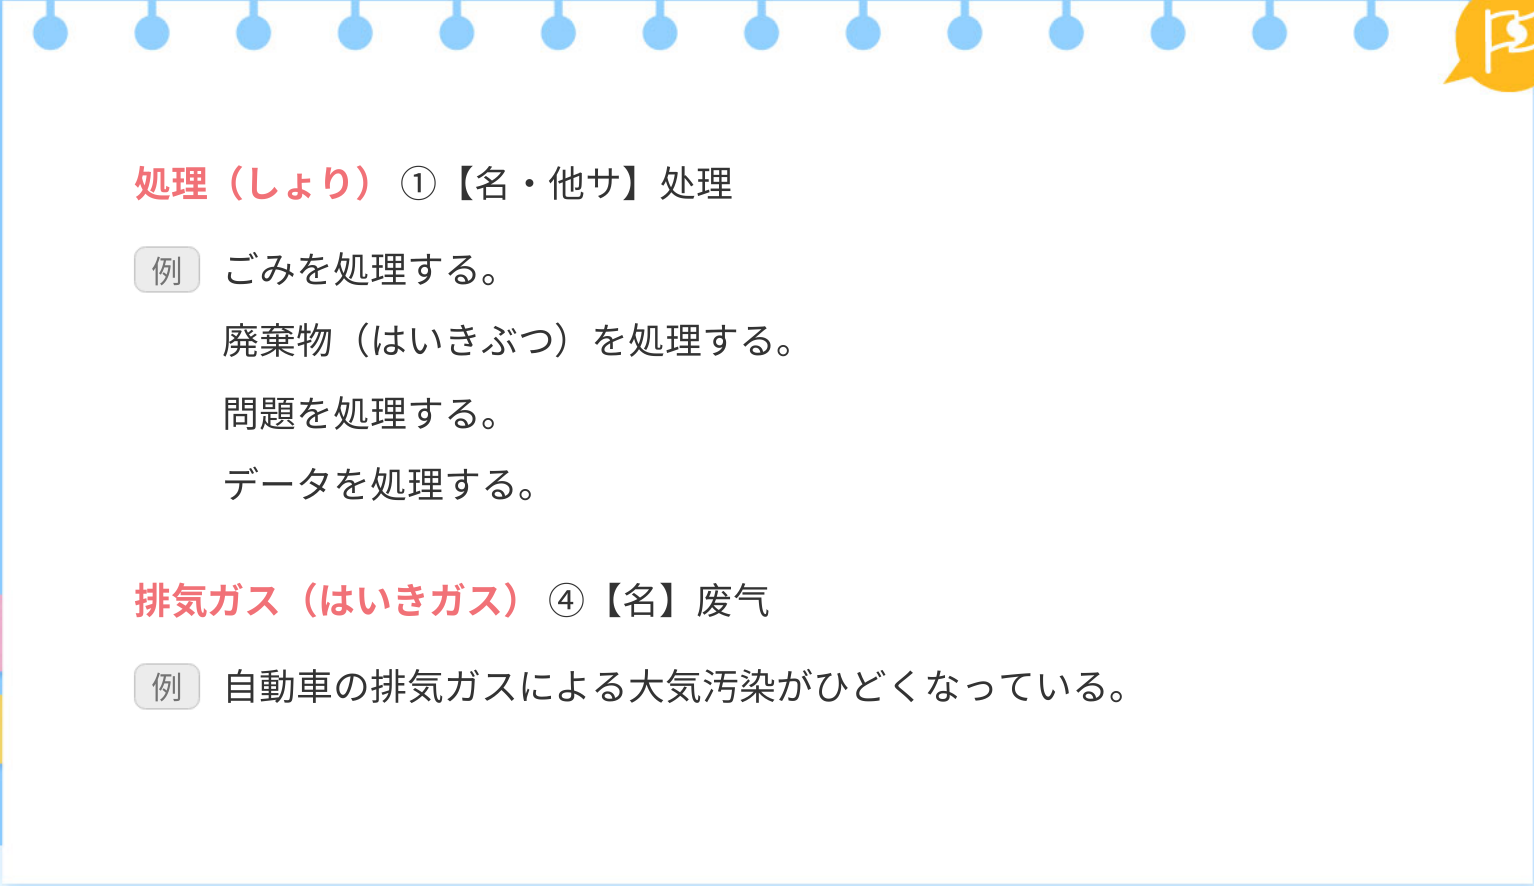 処理（しょり） ①【名・他サ】处理
例 ごみを処理する。
廃棄物（はいきぶつ）を処理する。
問題を処理する。
データを処理する。
排気ガス（はいきガス） ④【名】废气
例 自動車の排気ガスによる大気汚染がひどくなっている。